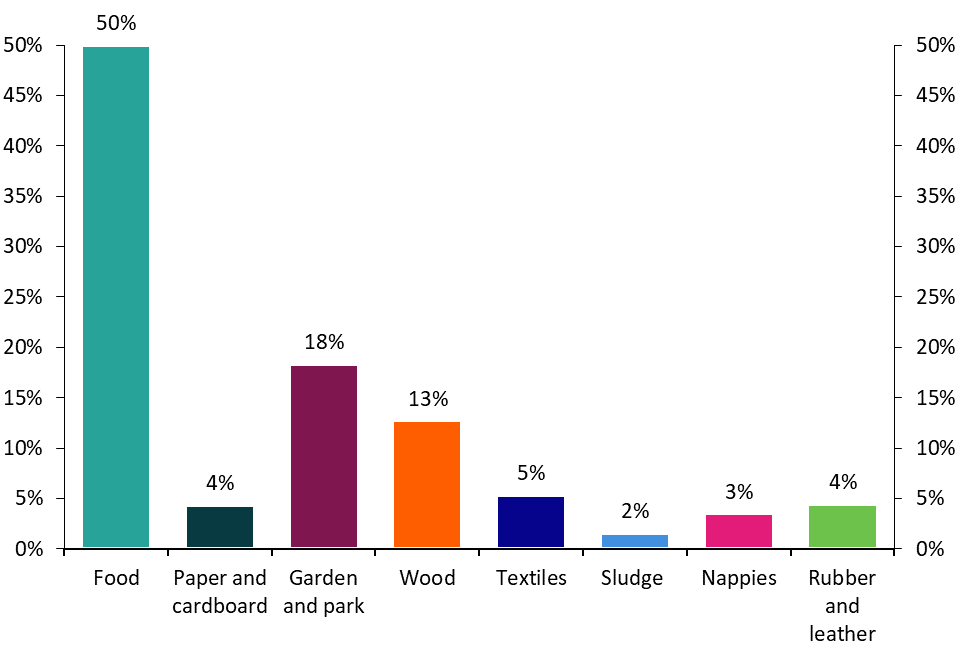 50%
50%
45%
40%
35%
30%
25%
20%
15%
10%
5%
0%
50%
45%
40%
35%
30%
25%
20%
15%
10%
5%
0%
4%
18%
13%
5%
2%
3%
4%
Food
Paper and
cardboard
Garden
and park
Wood
Textiles
Sludge
Nappies
Rubber
and
leather